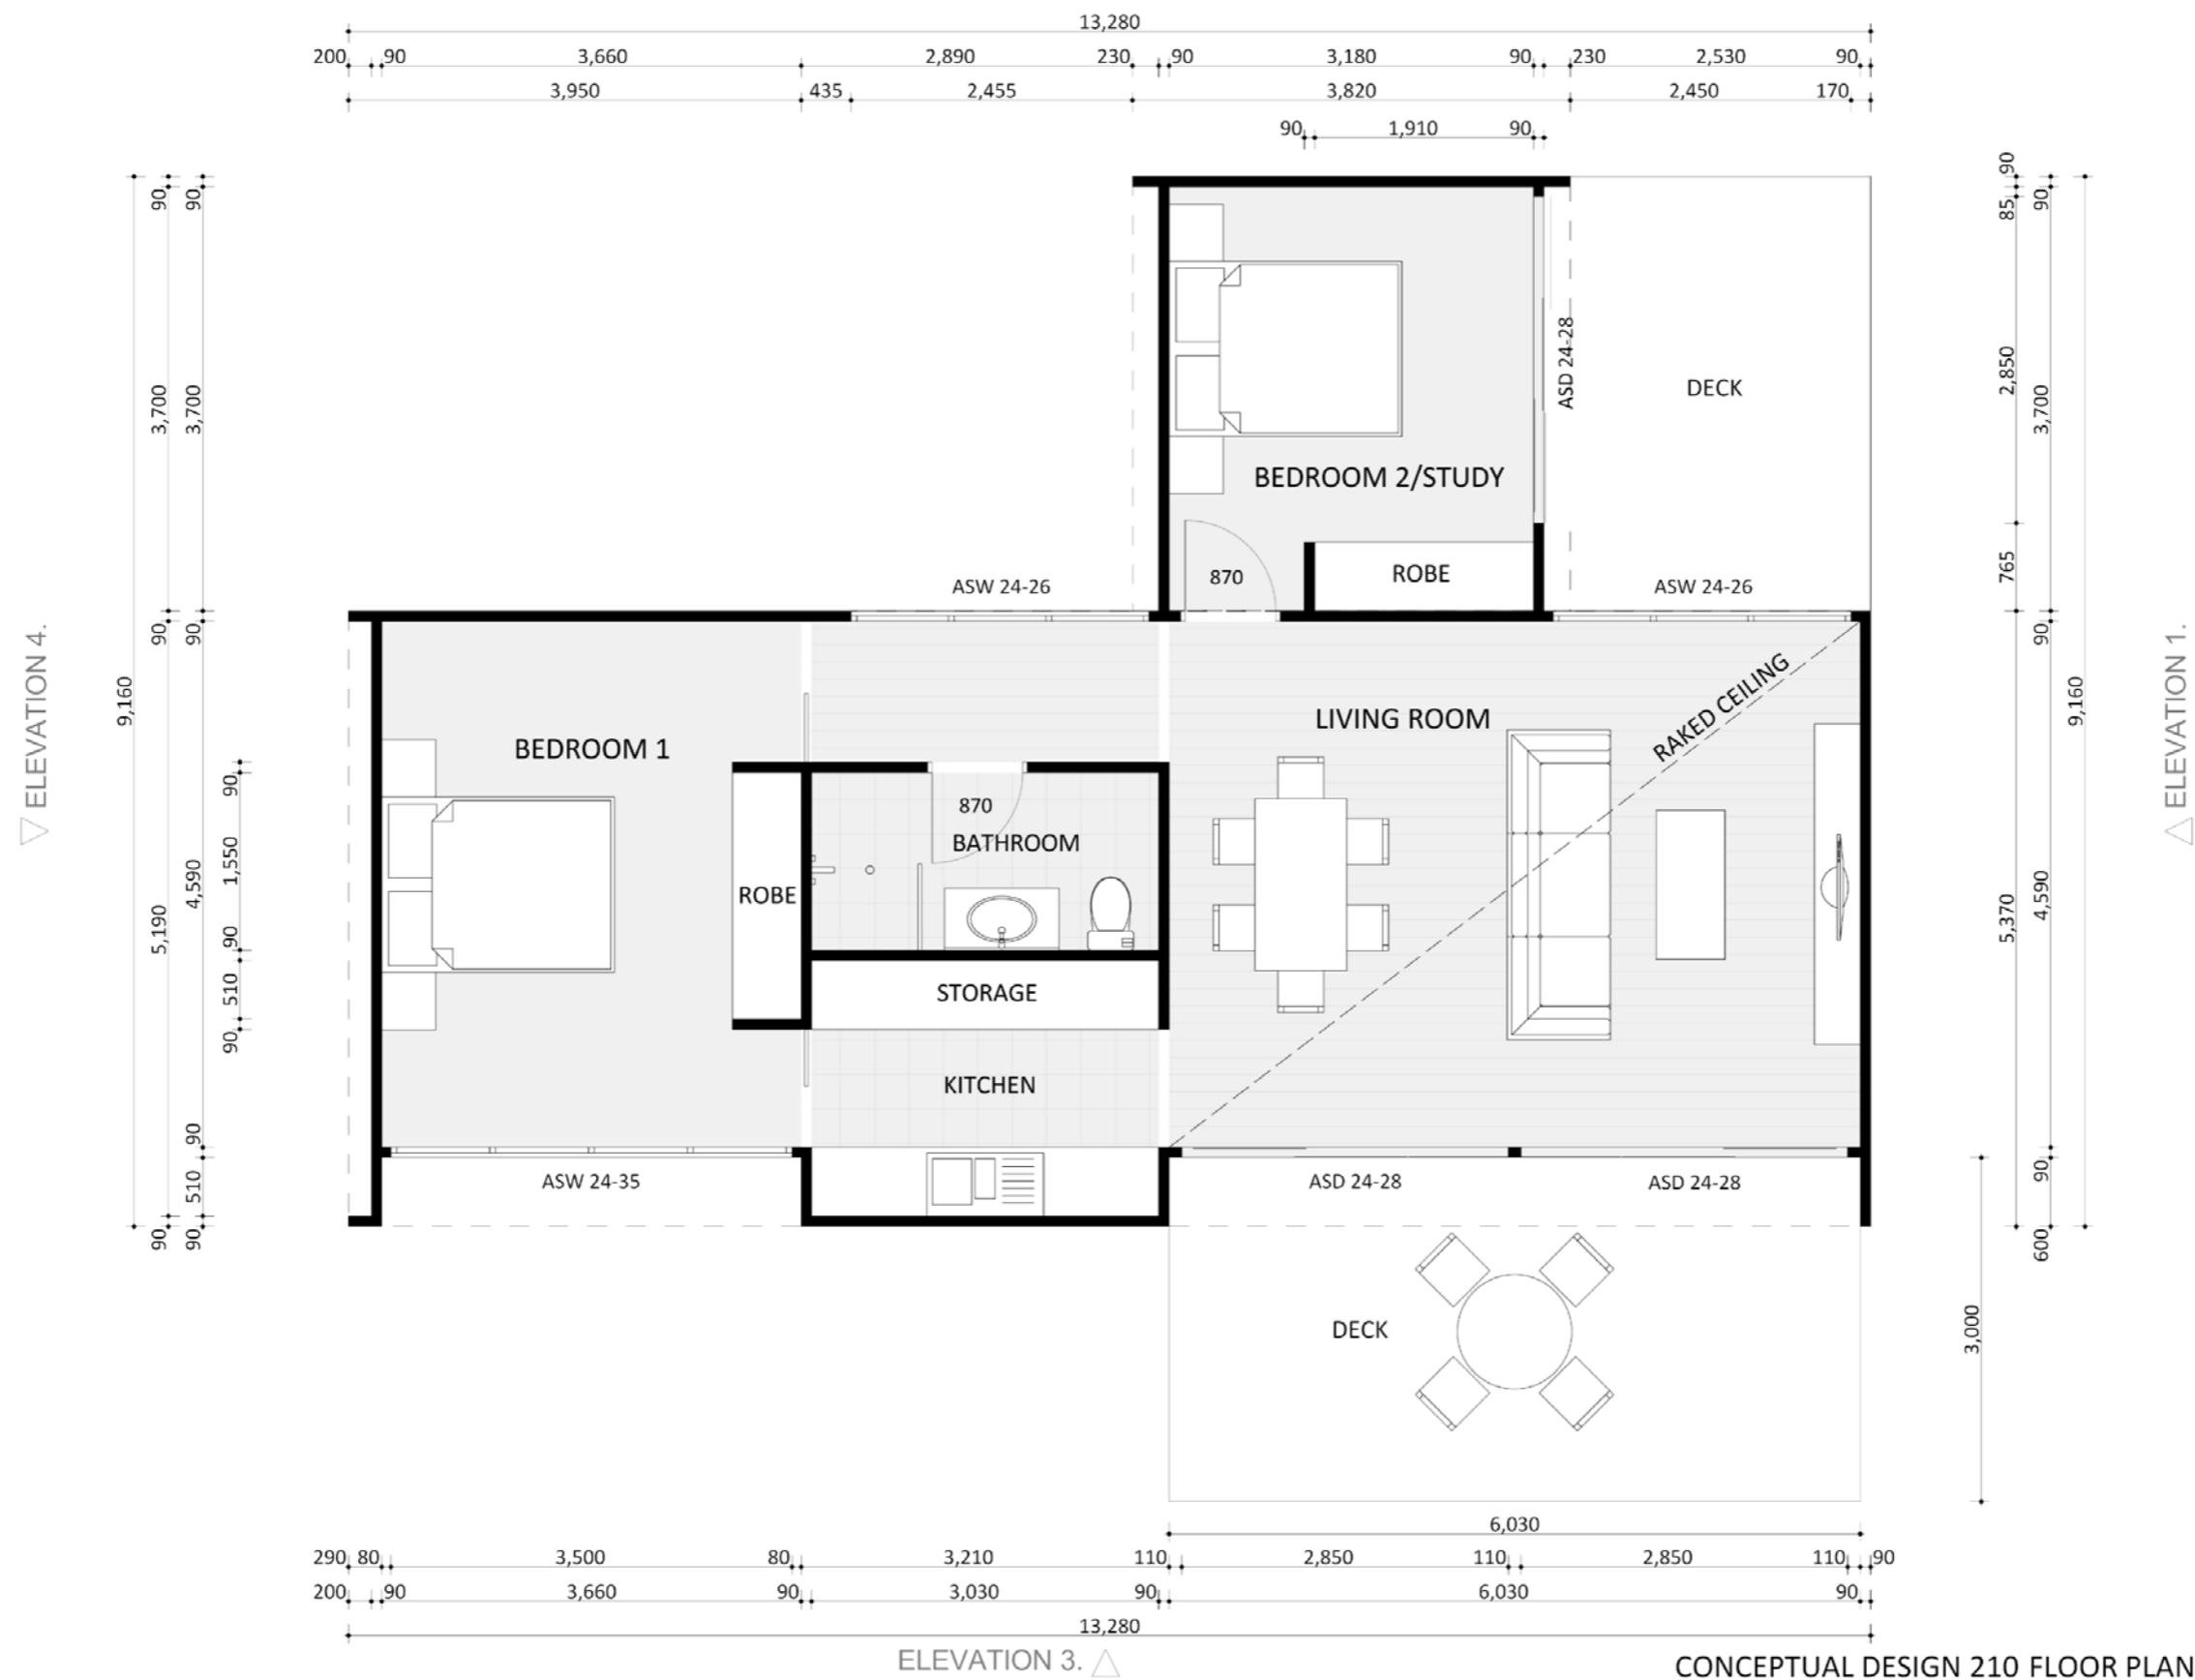 13,280
200 90 3,660 2,890 230 90 3,180 90 230 2,530 90
3,950 435 2,455 3,820 2,450 170
90 1,910 90
90 90 90 90
85
3,700 3,700 ASD 24-28 2,850 3,700
DECK
BEDROOM 2/STUDY
870 ROBE 765
ASW 24-26 ASW 24-26
90 90 90
ELEVATION 4. 9,160 9,160 ELEVATION 1.
LIVING ROOM RAKED CEILING
BEDROOM 1
90 870
BATHROOM
1,550
5,190 4,590 ROBE 5,370 4,590
90
510 STORAGE
90 KITCHEN
90
510 ASW 24-35 ASD 24-28 ASD 24-28 90
90 90 600
DECK 3,000
6,030
290 80 3,500 80 3,210 110 2,850 110 2,850 110 90
200 90 3,660 90 3,030 90 6,030 90
13,280
ELEVATION 3.
CONCEPTUAL DESIGN 210 FLOOR PLAN